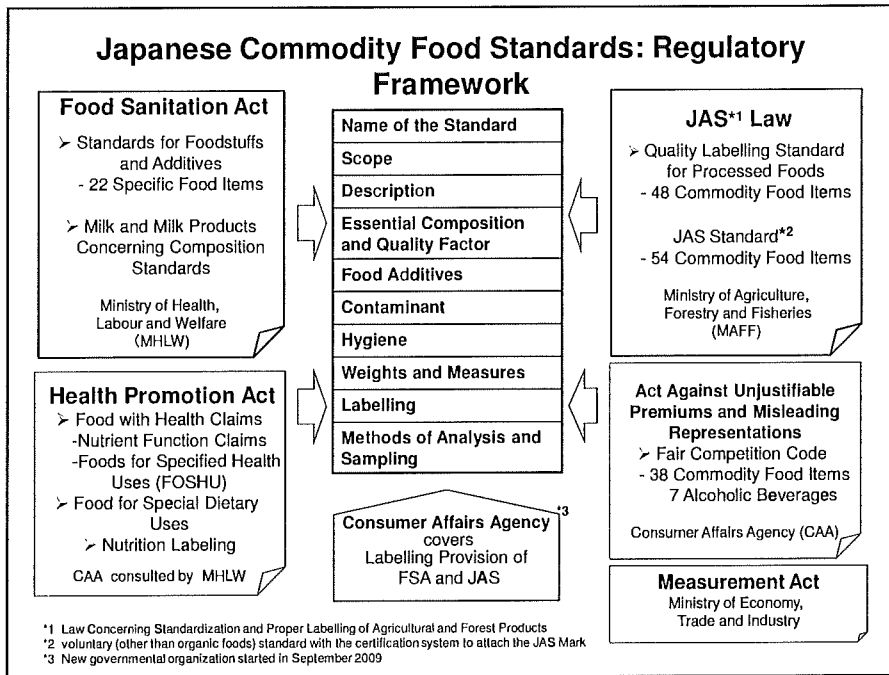 Japanese Commodity Food Standards: Regulatory
Framework
Food Sanitation Act
➢ Standards for Foodstuffs
and Additives
- 22 Specific Food Items
➢ Milk and Milk Products
Concerning Composition
Standards
Ministry of Health,
Labour and Welfare
(MHLW)
Health Promotion Act
➢ Food with Health Claims
-Nutrient Function Claims
-Foods for Specified Health
Uses (FOSHU)
➢ Food for Special Dietary
Uses
➢ Nutrition Labeling
CAA consulted by MHLW
Name of the Standard
Scope
Description
Essential Composition
and Quality Factor
Food Additives
Contaminant
Hygiene
Weights and Measures
Labelling
Methods of Analysis and
Sampling
*3
Consumer Affairs Agency
covers
Labelling Provision of
FSA and JAS
JAS*1 Law
➢ Quality Labelling Standard
for Processed Foods
- 48 Commodity Food Items
JAS Standard*2
- 54 Commodity Food Items
Ministry of Agriculture,
Forestry and Fisheries
(MAFF)
Act Against Unjustifiable
Premiums and Misleading
Representations
➢ Fair Competition Code
- 38 Commodity Food Items
7 Alcoholic Beverages
Consumer Affairs Agency (CAA)
Measurement Act
Ministry of Economy,
Trade and Industry
*1 Law Concerning Standardization and Proper Labelling of Agricultural and Forest Products
*2 voluntary (other than organic foods) standard with the certification system to attach the JAS Mark
*3 New governmental organization started in September 2009